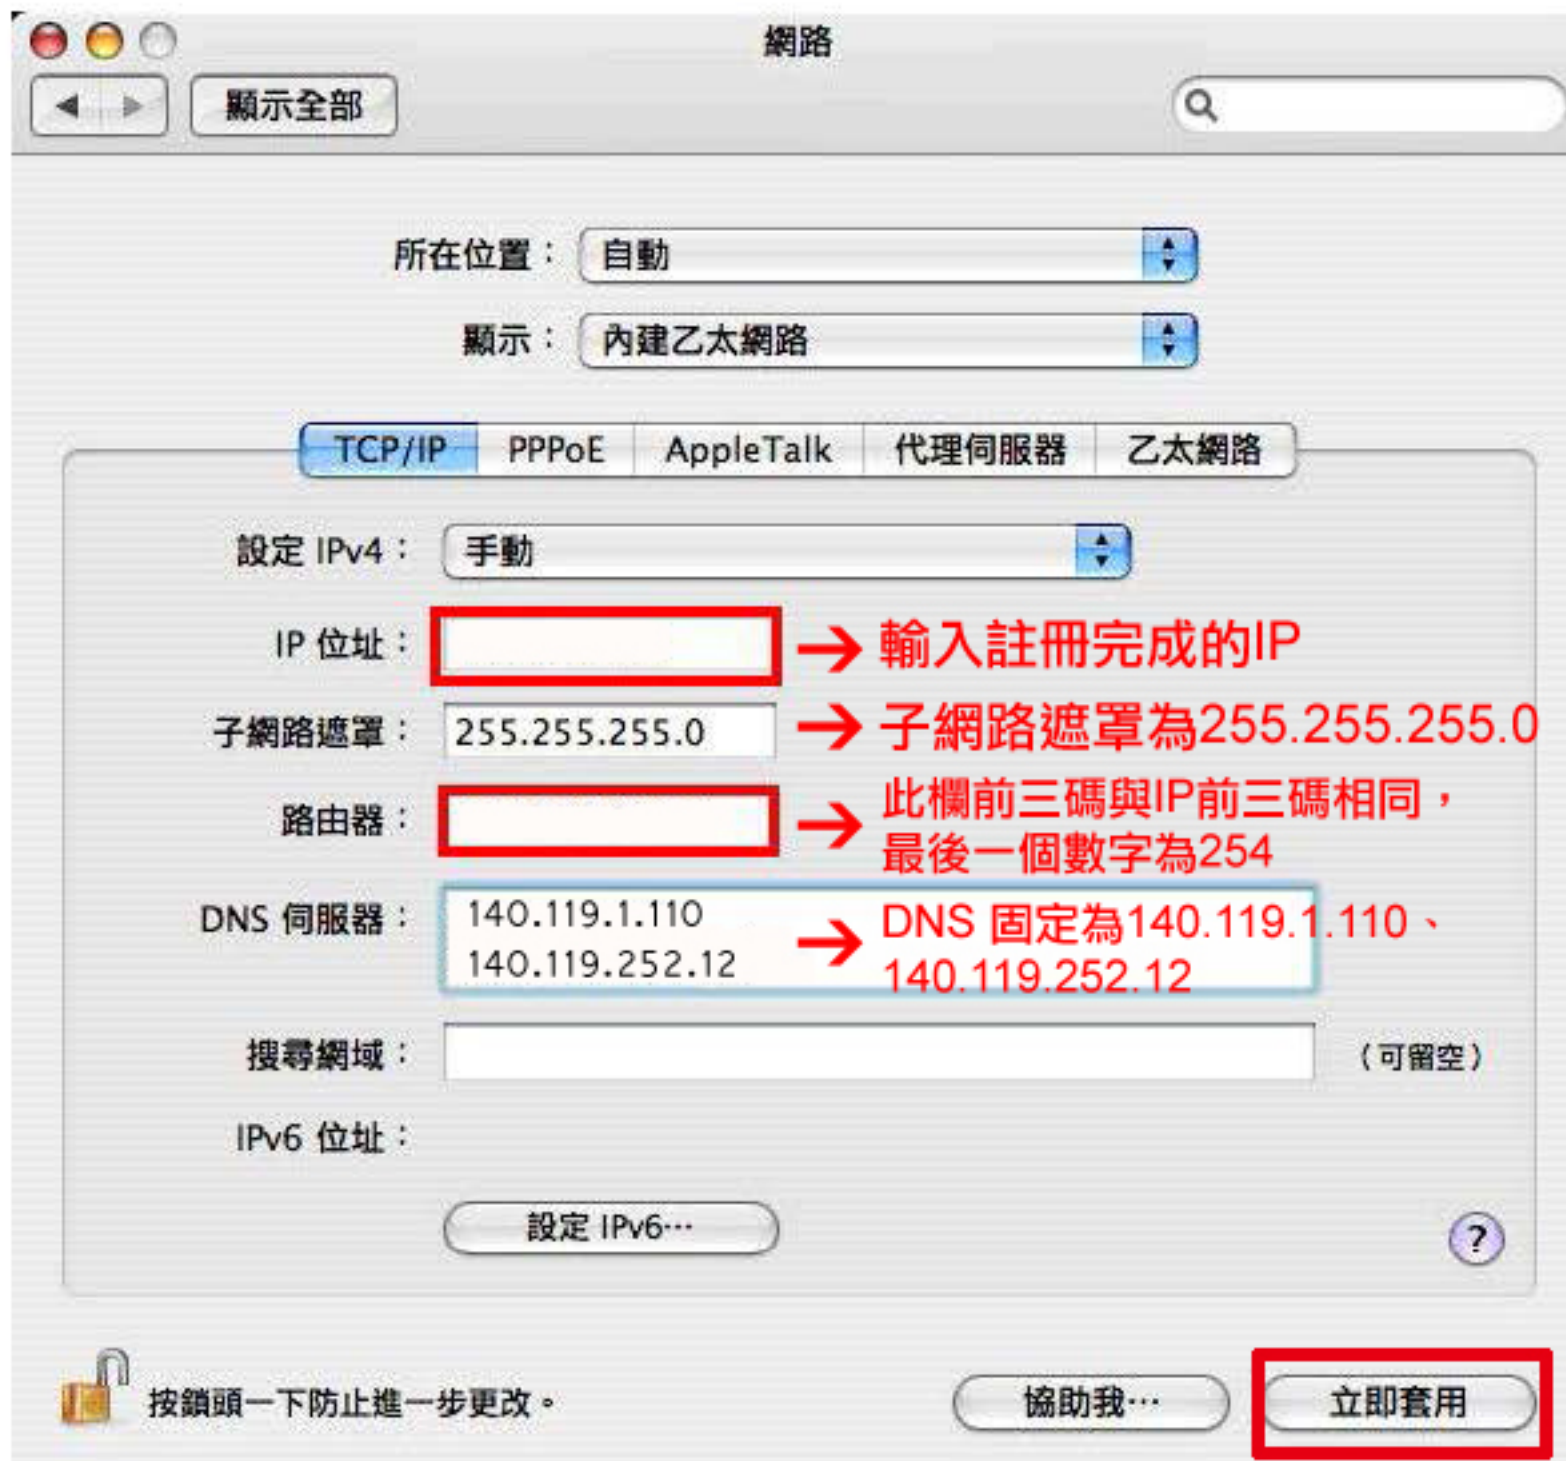 網路
顯示全部
所在位置： 自動
顯示： 內建乙太網路
TCP/IP PPPoE AppleTalk 代理伺服器 乙太網路
設定 IPv4： 手動
IP 位址： 輸入註冊完成的IP
子網路遮罩： 255.255.255.0 子網路遮罩為255.255.255.0
路由器： 此欄前三碼與IP前三碼相同，
最後一個數字為254
DNS 伺服器： 140.119.1.110 DNS 固定為140.119.1.110、
140.119.252.12 140.119.252.12
搜尋網域： （可留空）
IPv6 位址：
設定 IPv6⋯ ?
按鎖頭一下防止進一步更改。 協助我⋯ 立即套用